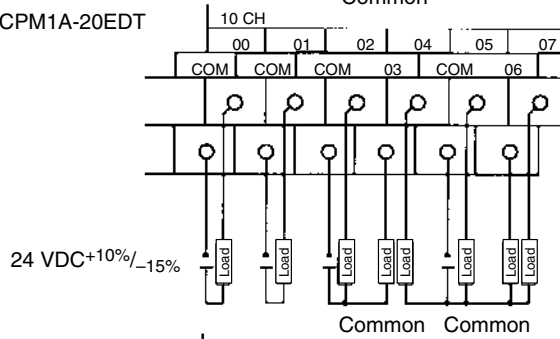 Common
CPM1A-20EDT
10 CH
00 01 02 04 05 07
COM COM COM 03 COM 06
Load Load Load Load Load Load Load Load
24 VDC+10%/–15%
Common Common